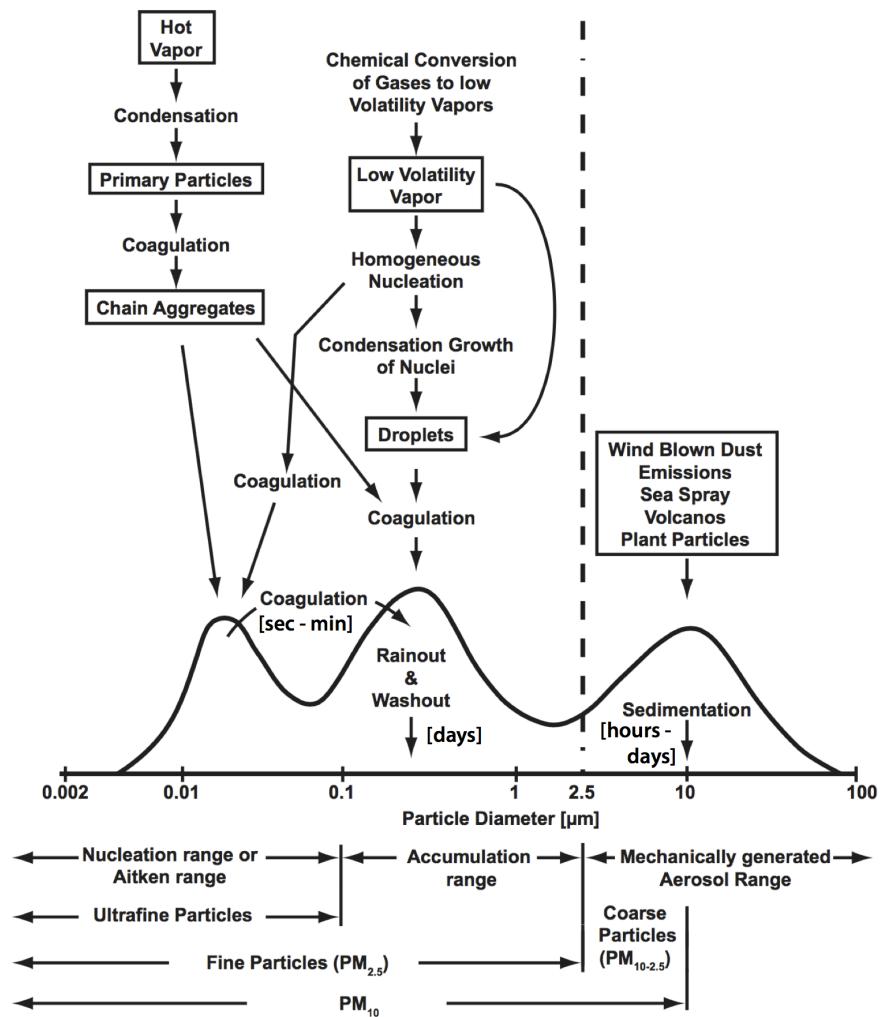 Hot
Vapor
Condensation
Primary Particles
Coagulation
Chain Aggregates
Chemical Conversion
of Gases to low
Volatility Vapors
Low Volatility
Vapor
Homogeneous
Nucleation
Condensation Growth
of Nuclei
Droplets
Coagulation
Coagulation
Wind Blown Dust
Emissions
Sea Spray
Volcanos
Plant Particles
Coagulation
[sec - min]
Rainout
&
Washout
[days]
Sedimentation
[hours -
days]
0.002 0.01 0.1 1 2.5 10 100
Particle Diameter [µm]
Nucleation range or
Aitken range
Accumulation
range
Mechanically generated
Aerosol Range
Ultrafine Particles
Coarse
Particles
(PM10-2.5)
Fine Particles (PM2.5)
PM10